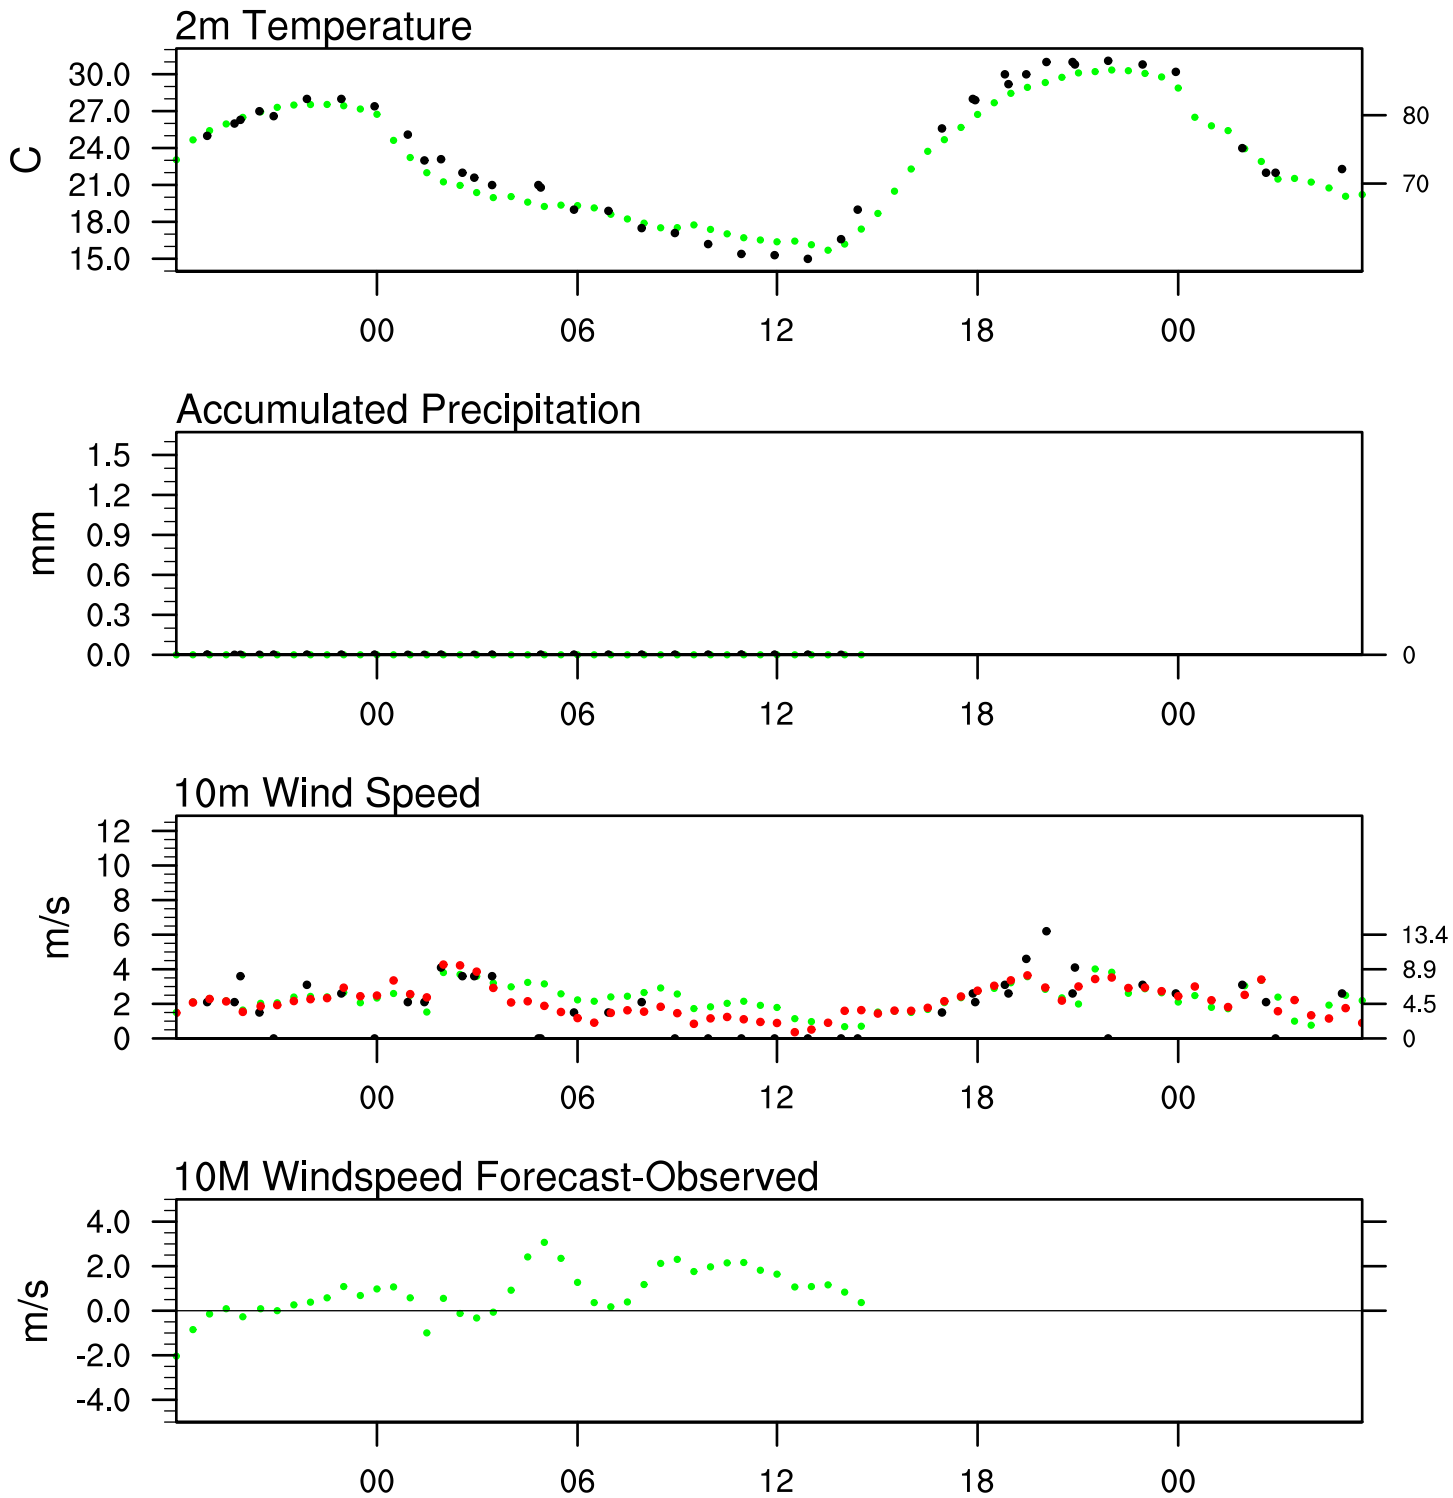 2m Temperature
30.0
27.0
24.0
21.0
18.0
15.0
C
80
70
00 06 12 18 00
Accumulated Precipitation
1.5
1.2
0.9
0.6
0.3
0.0
mm
0
00 06 12 18 00
10m Wind Speed
12
10
8
6
4
2
0
m/s
13.4
8.9
4.5
0
00 06 12 18 00
10M Windspeed Forecast-Observed
4.0
2.0
0.0
-2.0
-4.0
m/s
00 06 12 18 00